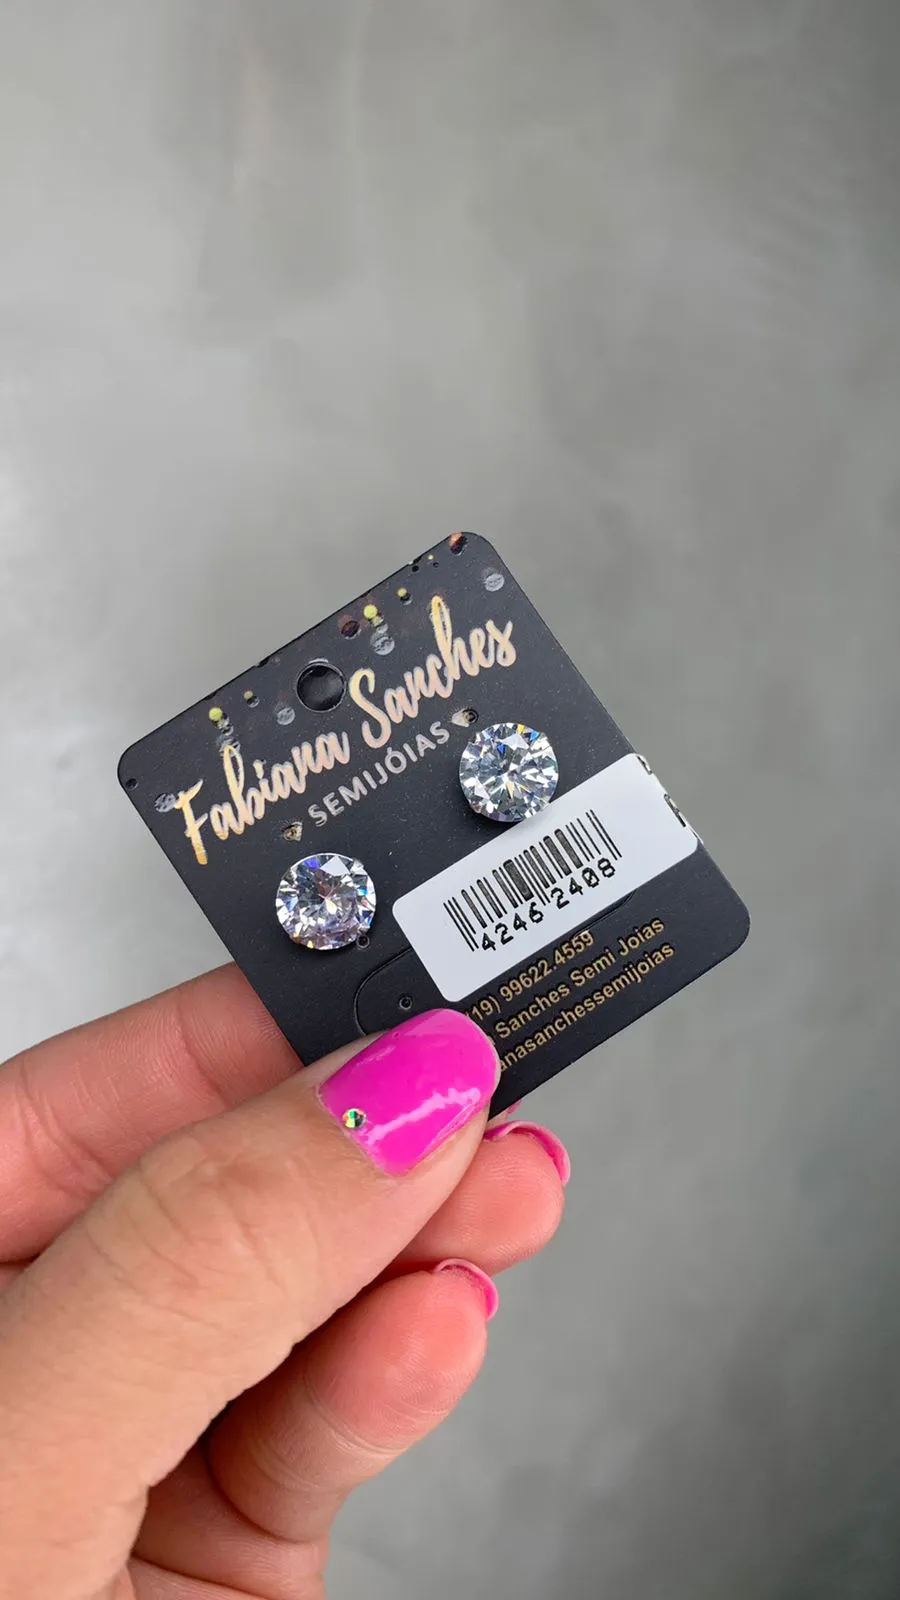 Fabiana Sanches
SEMIJÓIAS
4246 2408
19) 99622.4559
Sanches Semi Joias
anasanchessemijoias